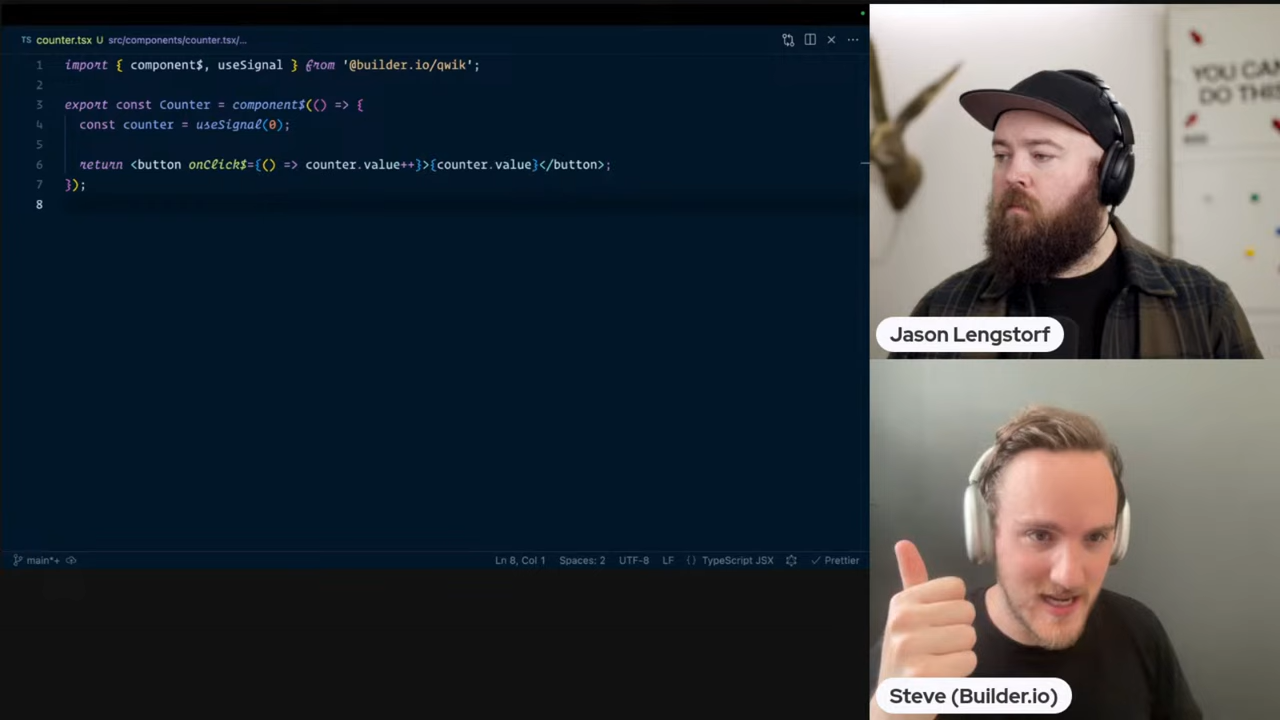 TS counter.tsx U src/components/counter.tsx/...
1 import { component$, useSignal } from '@builder.io/qwik';
2
3 export const Counter = component$(() => {
4 const counter = useSignal(0);
5
6 return <button onClick$={() => counter.value++}>{counter.value}</button>;
7 });
8
main*+
Ln 8, Col 1 Spaces: 2 UTF-8 LF {} TypeScript JSX Prettier
YOU CAN
DO THIS
Jason Lengstorf
Steve (Builder.io)